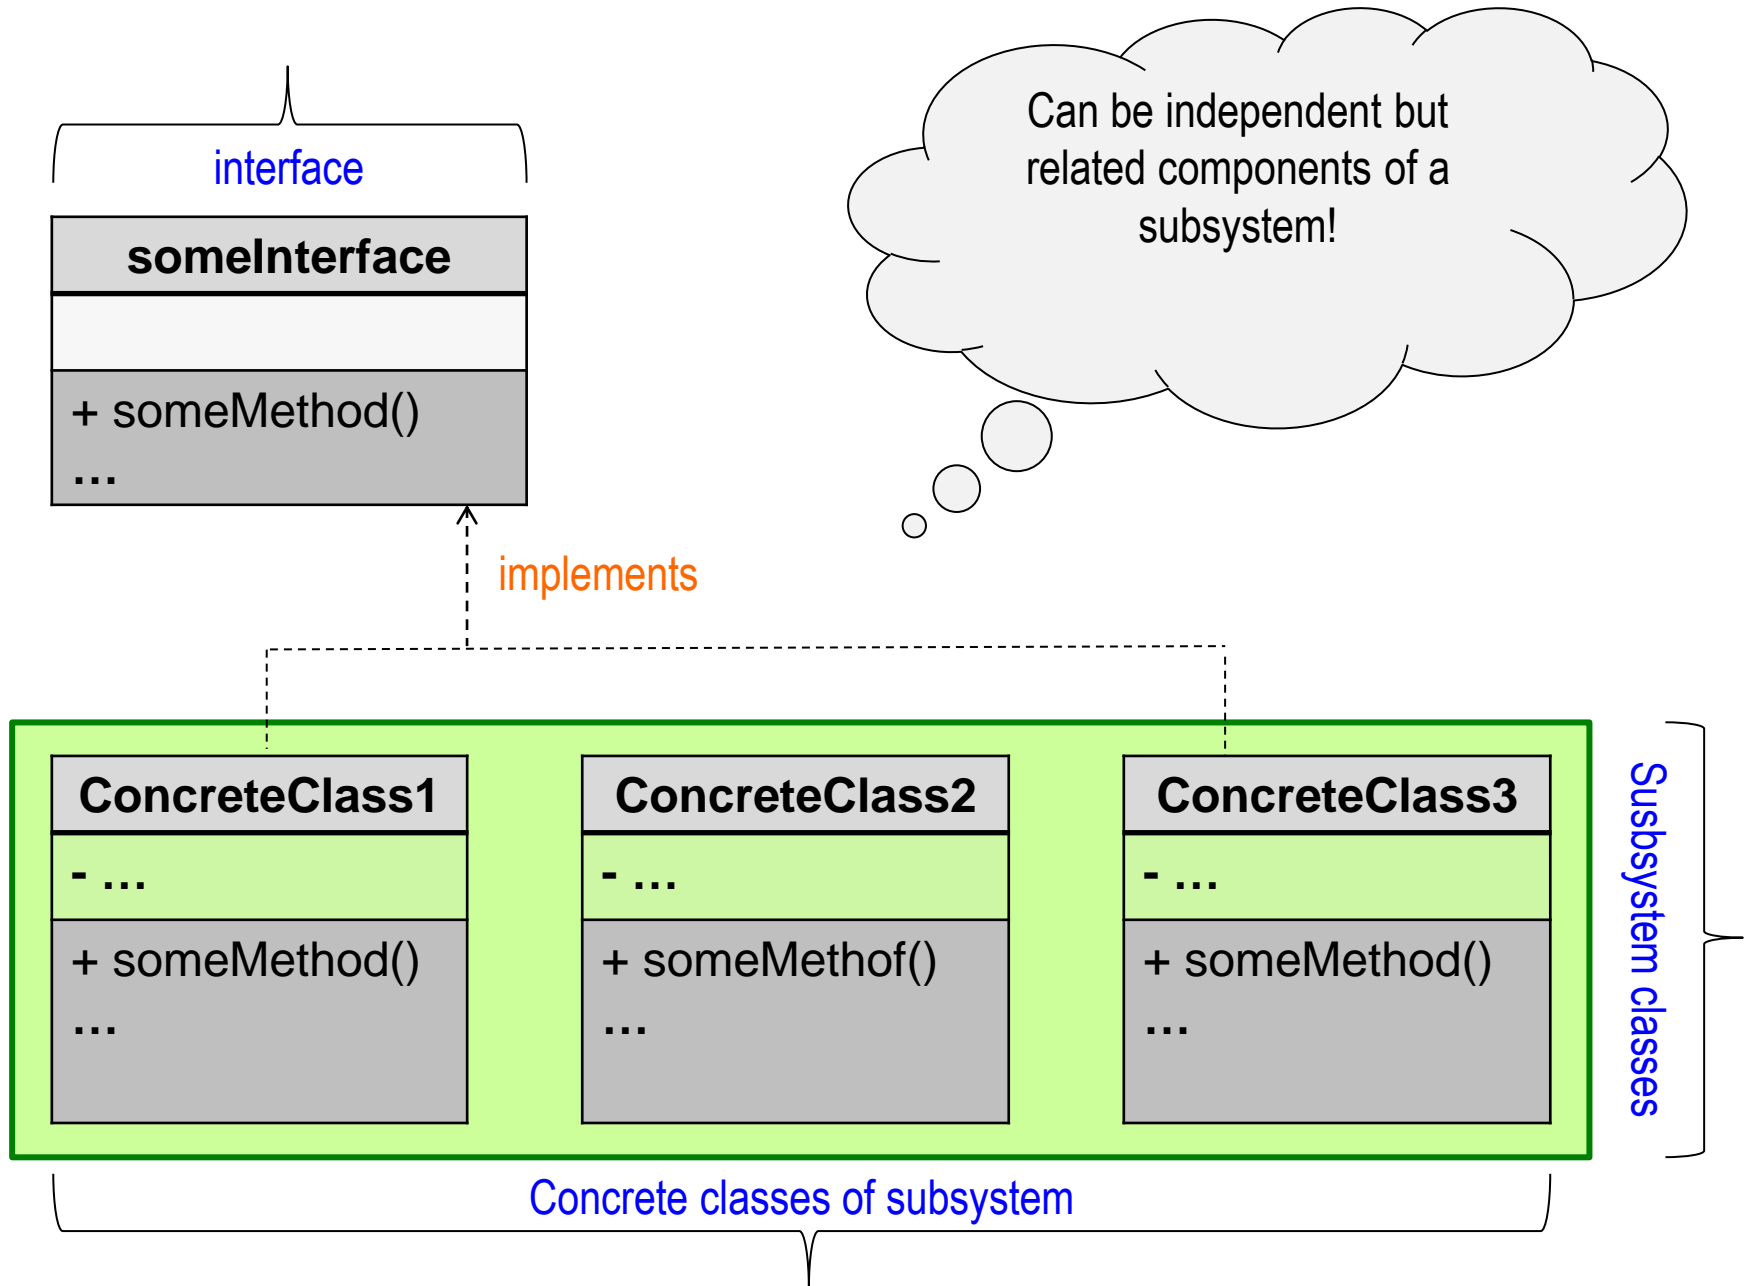 Can be independent but
related components of a
subsystem!
interface
someInterface
+ someMethod()
…
implements
ConcreteClass1
- …
+ someMethod()
…
ConcreteClass2
- …
+ someMethof()
…
ConcreteClass3
- …
+ someMethod()
…
Susbsystem classes
Concrete classes of subsystem